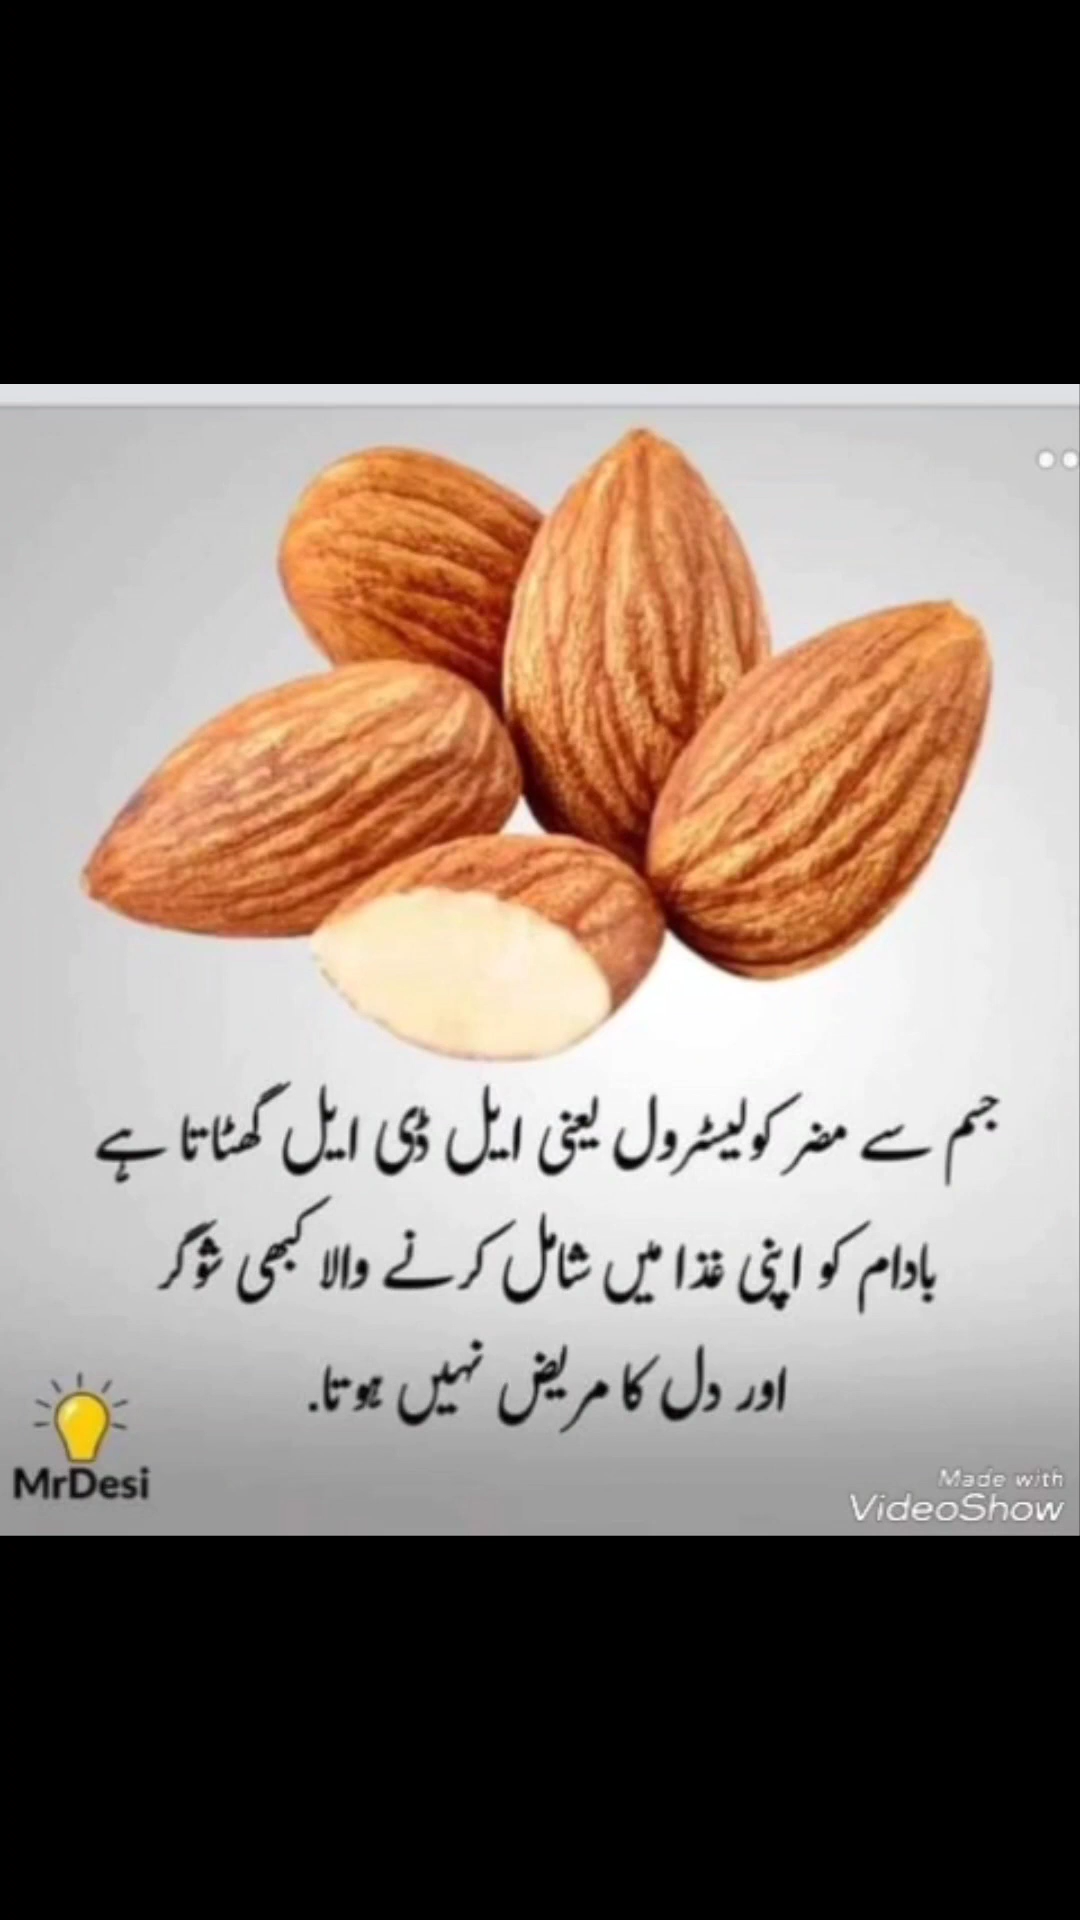 جسم سے مضر کولیسٹرول یعنی ایل ڈی ایل گھٹاتا ہے
بادام کو اپنی غذا میں شامل کرنے والا کبھی شوگر
اور دل کا مریض نہیں ہوتا.
MrDesi
Made with
VideoShow